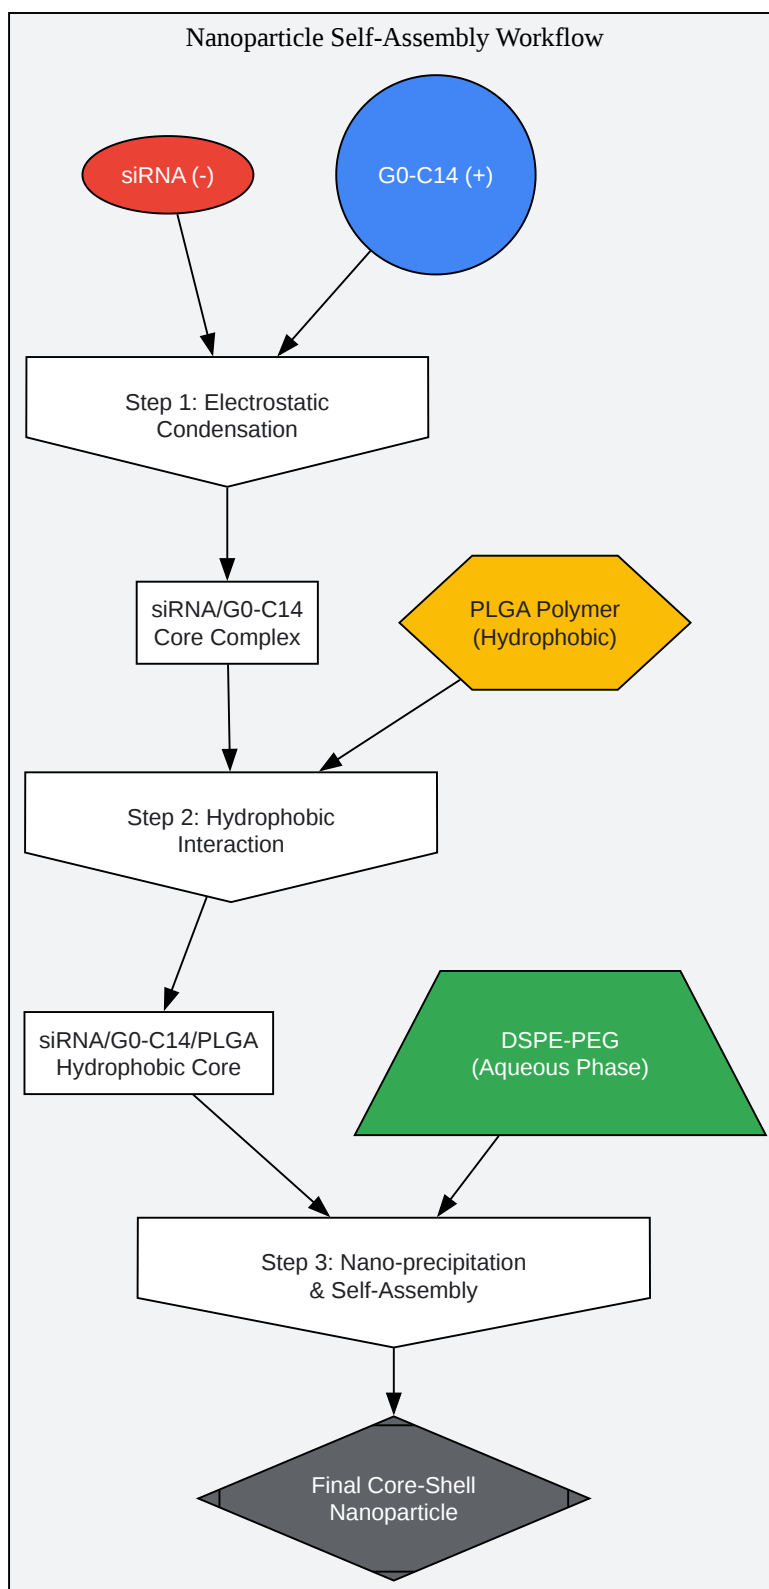 Nanoparticle Self-Assembly Workflow
siRNA (-)
G0-C14 (+)
Step 1: Electrostatic
Condensation
siRNA/G0-C14
Core Complex
PLGA Polymer
(Hydrophobic)
Step 2: Hydrophobic
Interaction
siRNA/G0-C14/PLGA
Hydrophobic Core
DSPE-PEG
(Aqueous Phase)
Step 3: Nano-precipitation
& Self-Assembly
Final Core-Shell
Nanoparticle